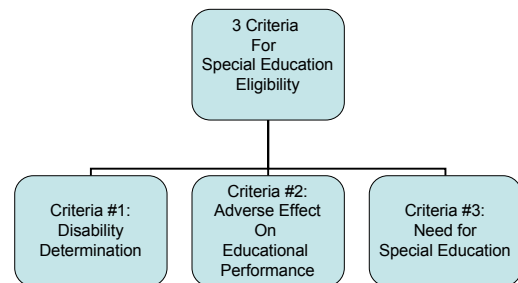 3 Criteria
For
Special Education
Eligibility
Criteria #1:
Disability
Determination
Criteria #2:
Adverse Effect
On
Educational
Performance
Criteria #3:
Need for
Special Education